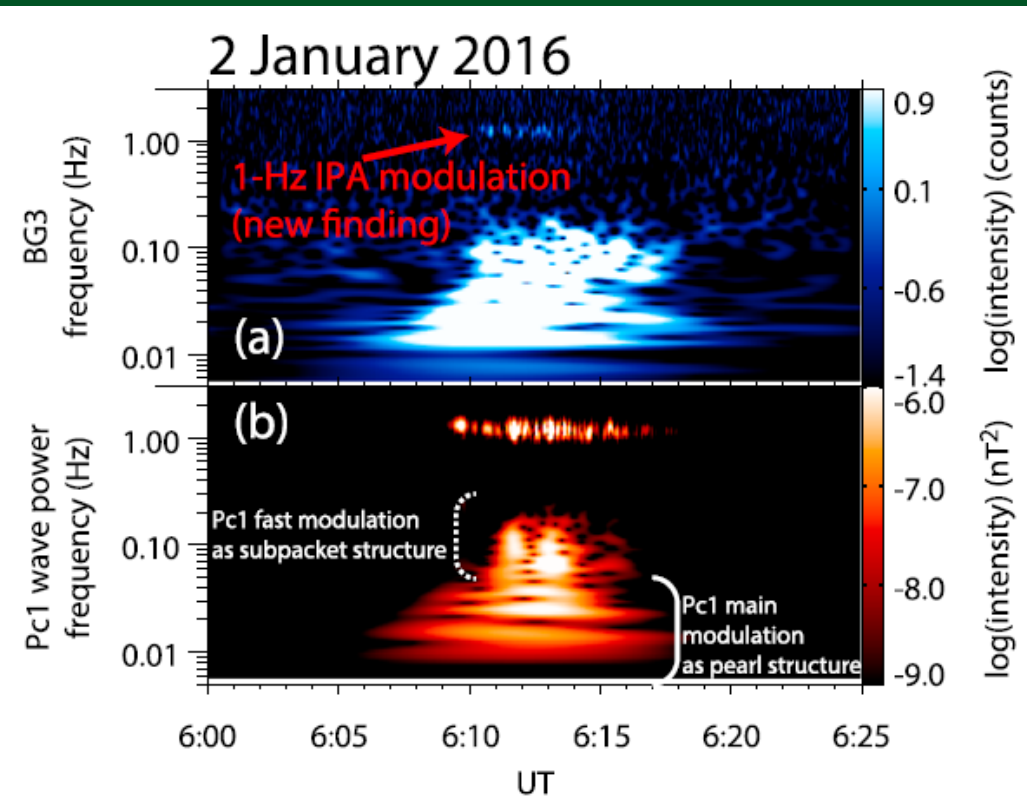 2 January 2016
BG3
frequency (Hz)
1.00
0.10
0.01
1-Hz IPA modulation
(new finding)
(a)
0.9
0.1
-0.6
-1.4
log(intensity) (counts)
Pc1 wave power
frequency (Hz)
1.00
0.10
0.01
(b)
Pc1 fast modulation
as subpacket structure
Pc1 main
modulation
as pearl structure
-6.0
-7.0
-8.0
-9.0
log(intensity) (nT²)
6:00 6:05 6:10 6:15 6:20 6:25
UT